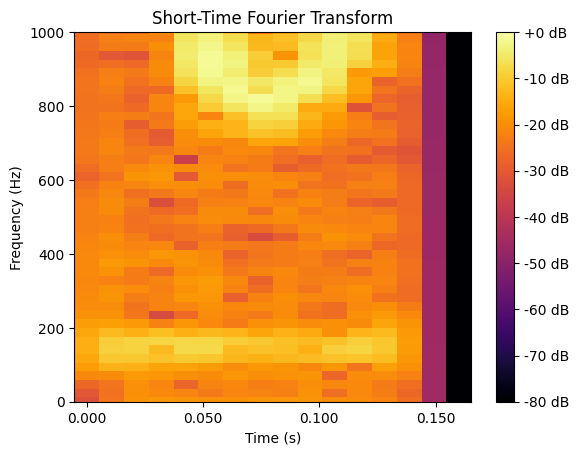 Short-Time Fourier Transform
1000
800
600
400
200
0
Frequency (Hz)
0.000
0.050
0.100
0.150
Time (s)
+0 dB
-10 dB
-20 dB
-30 dB
-40 dB
-50 dB
-60 dB
-70 dB
-80 dB